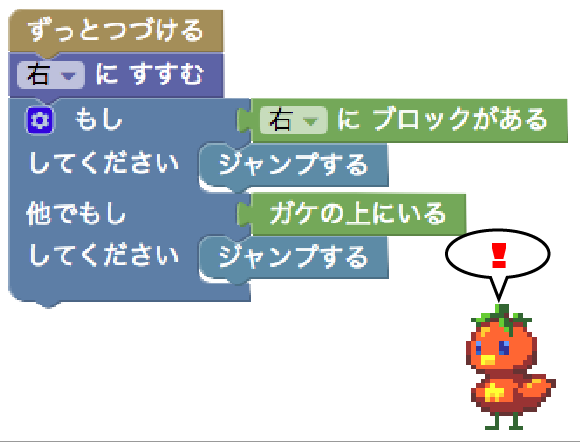 ずっとつづける
右 に すすむ
もし 右 に ブロックがある
してください ジャンプする
他でもし ガケの上にいる
してください ジャンプする
!